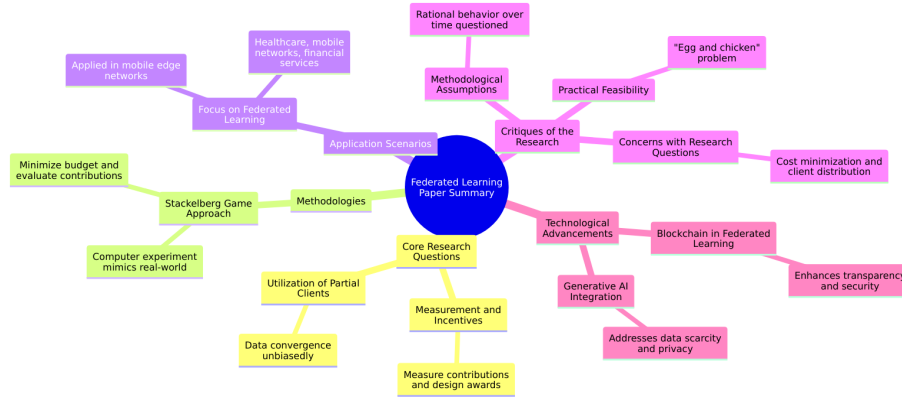 Federated Learning
Paper Summary
Core Research
Questions
Utilization of Partial
Clients
Data convergence
unbiasedly
Measurement and
Incentives
Measure contributions
and design awards
Methodologies
Stackelberg Game
Approach
Minimize budget and
evaluate contributions
Computer experiment
mimics real-world
Application Scenarios
Focus on Federated
Learning
Applied in mobile edge
networks
Healthcare, mobile
networks, financial
services
Critiques of the
Research
Methodological
Assumptions
Rational behavior over
time questioned
Practical Feasibility
"Egg and chicken"
problem
Concerns with Research
Questions
Cost minimization and
client distribution
Technological
Advancements
Blockchain in Federated
Learning
Enhances transparency
and security
Generative AI
Integration
Addresses data scarcity
and privacy